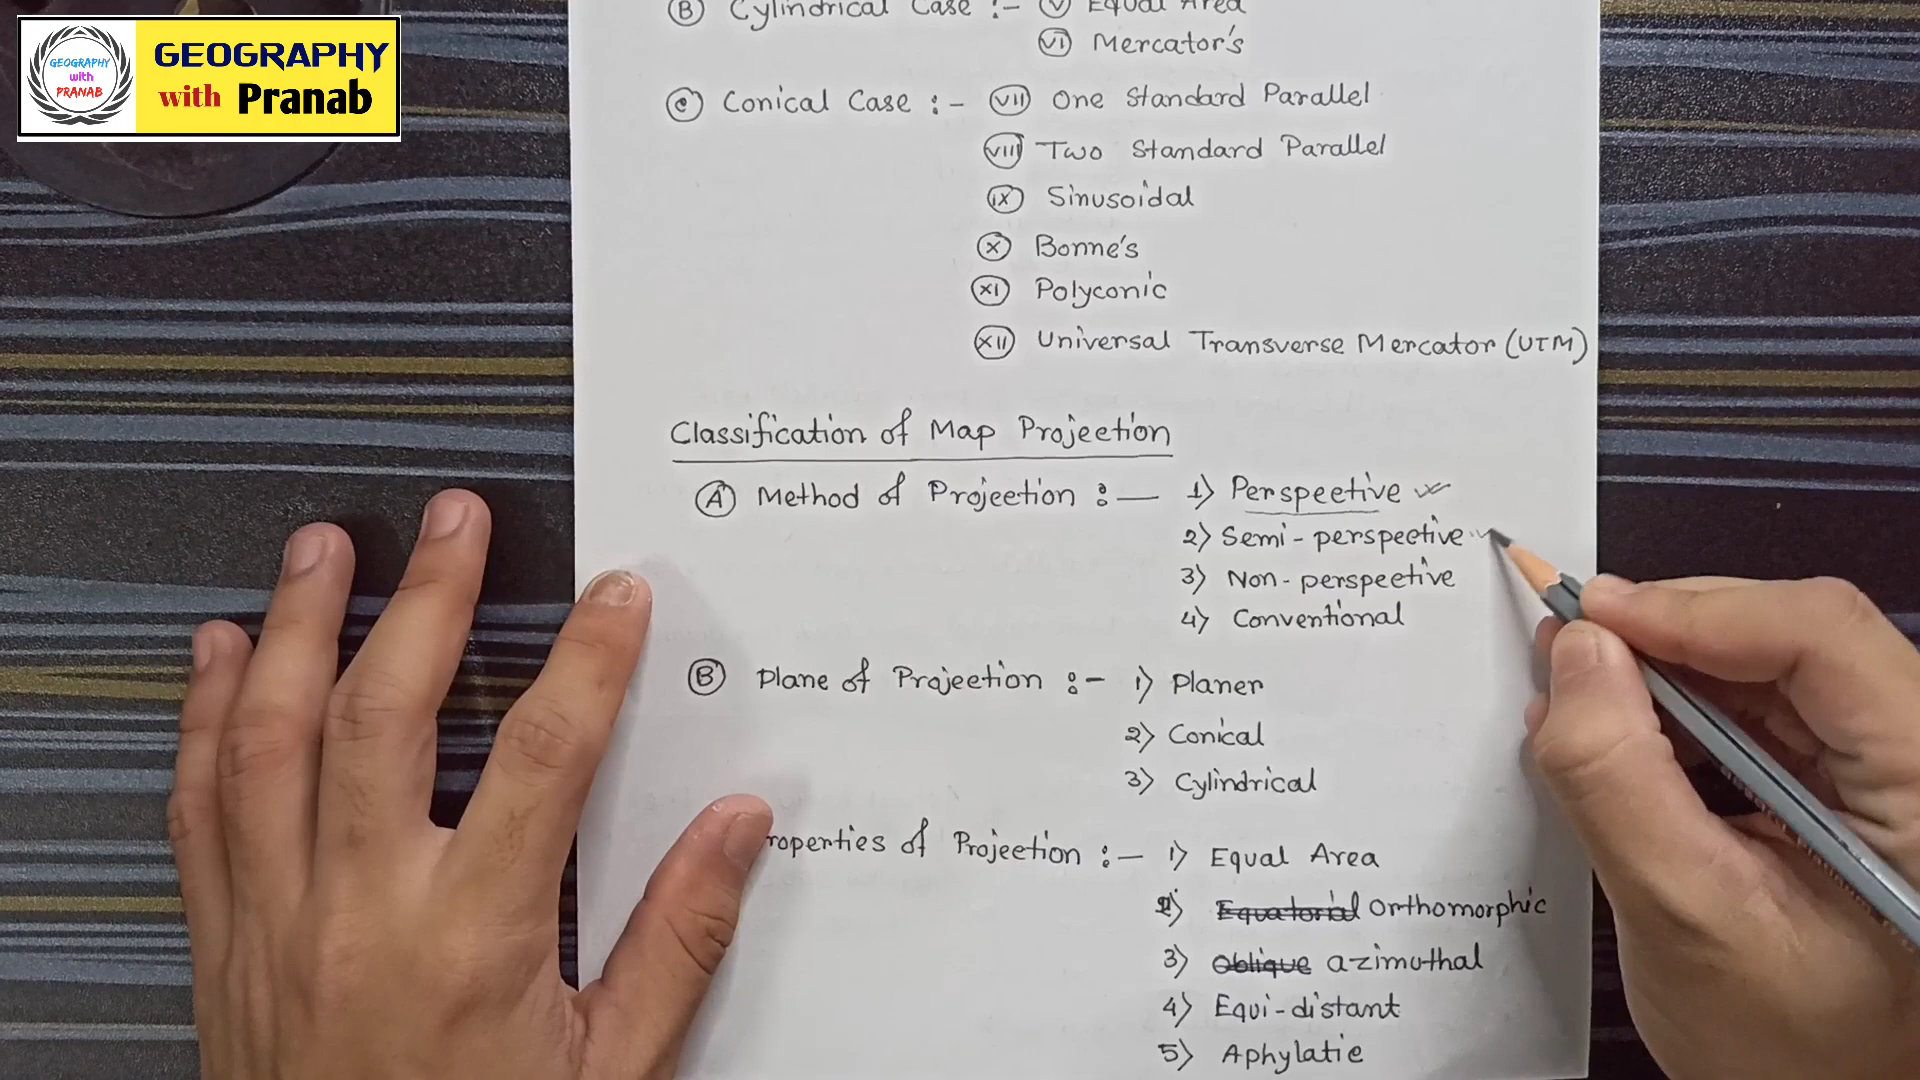 GEOGRAPHY
with
PRANAB
GEOGRAPHY
with Pranab
B Cylindrical Case :- V Equal Area
VI Mercator's
C Conical Case :- VII One Standard Parallel
VIII Two Standard Parallel
IX Sinusoidal
X Bonne's
XI Polyconic
XII Universal Transverse Mercator (UTM)
Classification of Map Projection
A Method of Projection :— 1) Perspective
2) Semi-perspective
3) Non-perspective
4) Conventional
B Plane of Projection :- 1) Planer
2) Conical
3) Cylindrical
roperties of Projection :— 1) Equal Area
2) Equatorial Orthomorphic
3) Oblique azimuthal
4) Equi-distant
5) Aphylatic